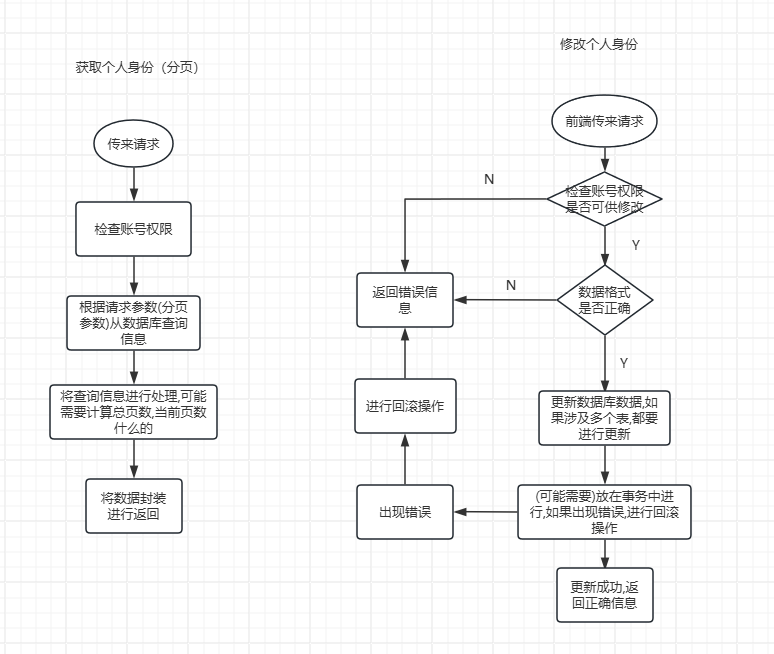 获取个人身份（分页）
传来请求
检查账号权限
根据请求参数(分页
参数)从数据库查询
信息
将查询信息进行处理,可能
需要计算总页数,当前页数
什么的
将数据封装
进行返回
修改个人身份
前端传来请求
检查账号权限
是否可供修改
N
Y
数据格式
是否正确
N
返回错误信
息
Y
更新数据库数据,如
果涉及多个表,都要
进行更新
进行回滚操作
(可能需要)放在事务中进
行,如果出现错误,进行回滚
操作
出现错误
更新成功,返
回正确信息